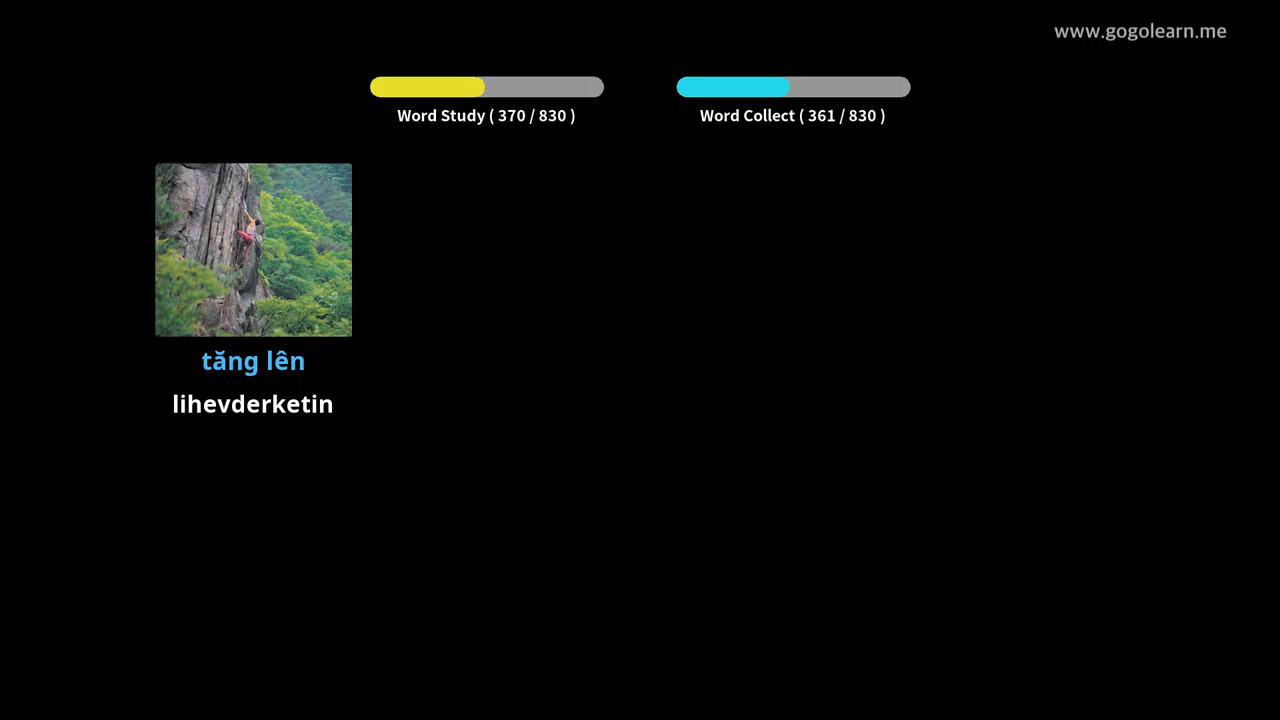 www.gogolearn.me
Word Study ( 370 / 830 )
Word Collect ( 361 / 830 )
tăng lên
lihevderketin